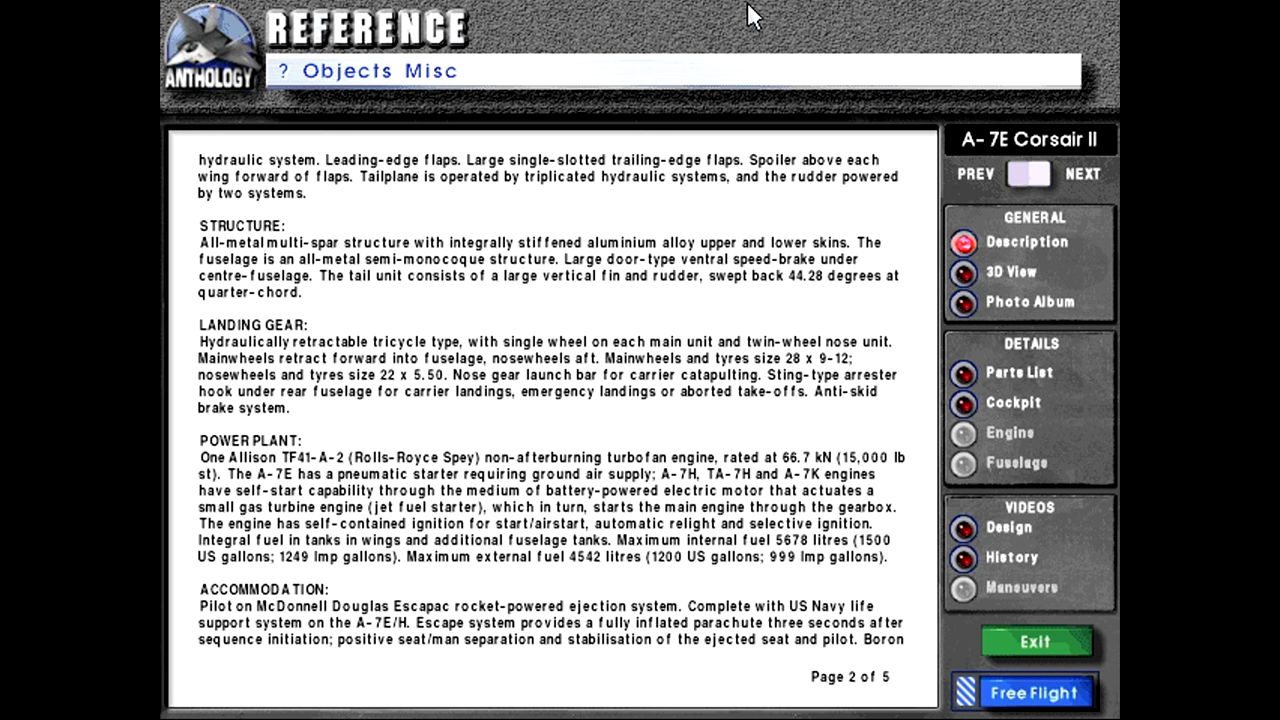 REFERENCE
ANTHOLOGY
? Objects Misc
hydraulic system. Leading-edge flaps. Large single-slotted trailing-edge flaps. Spoiler above each
wing forward of flaps. Tailplane is operated by triplicated hydraulic systems, and the rudder powered
by two systems.
STRUCTURE:
All-metal multi-spar structure with integrally stiffened aluminium alloy upper and lower skins. The
fuselage is an all-metal semi-monocoque structure. Large door-type ventral speed-brake under
centre-fuselage. The tail unit consists of a large vertical fin and rudder, swept back 44.28 degrees at
quarter-chord.
LANDING GEAR:
Hydraulically retractable tricycle type, with single wheel on each main unit and twin-wheel nose unit.
Mainwheels retract forward into fuselage, nosewheels aft. Mainwheels and tyres size 28 x 9-12;
nosewheels and tyres size 22 x 5.50. Nose gear launch bar for carrier catapulting. Sting-type arrester
hook under rear fuselage for carrier landings, emergency landings or aborted take-offs. Anti-skid
brake system.
POWER PLANT:
One Allison TF41-A-2 (Rolls-Royce Spey) non-afterburning turbofan engine, rated at 66.7 kN (15,000 lb
st). The A-7E has a pneumatic starter requiring ground air supply; A-7H, TA-7H and A-7K engines
have self-start capability through the medium of battery-powered electric motor that actuates a
small gas turbine engine (jet fuel starter), which in turn, starts the main engine through the gearbox.
The engine has self-contained ignition for start/airstart, automatic relight and selective ignition.
Integral fuel in tanks in wings and additional fuselage tanks. Maximum internal fuel 5678 litres (1500
US gallons; 1249 Imp gallons). Maximum external fuel 4542 litres (1200 US gallons; 999 Imp gallons).
ACCOMMODATION:
Pilot on McDonnell Douglas Escapac rocket-powered ejection system. Complete with US Navy life
support system on the A-7E/H. Escape system provides a fully inflated parachute three seconds after
sequence initiation; positive seat/man separation and stabilisation of the ejected seat and pilot. Boron
Page 2 of 5
A-7E Corsair II
PREV NEXT
GENERAL
Description
3D View
Photo Album
DETAILS
Parts List
Cockpit
Engine
Fuselage
VIDEOS
Design
History
Maneuvers
Exit
Free Flight